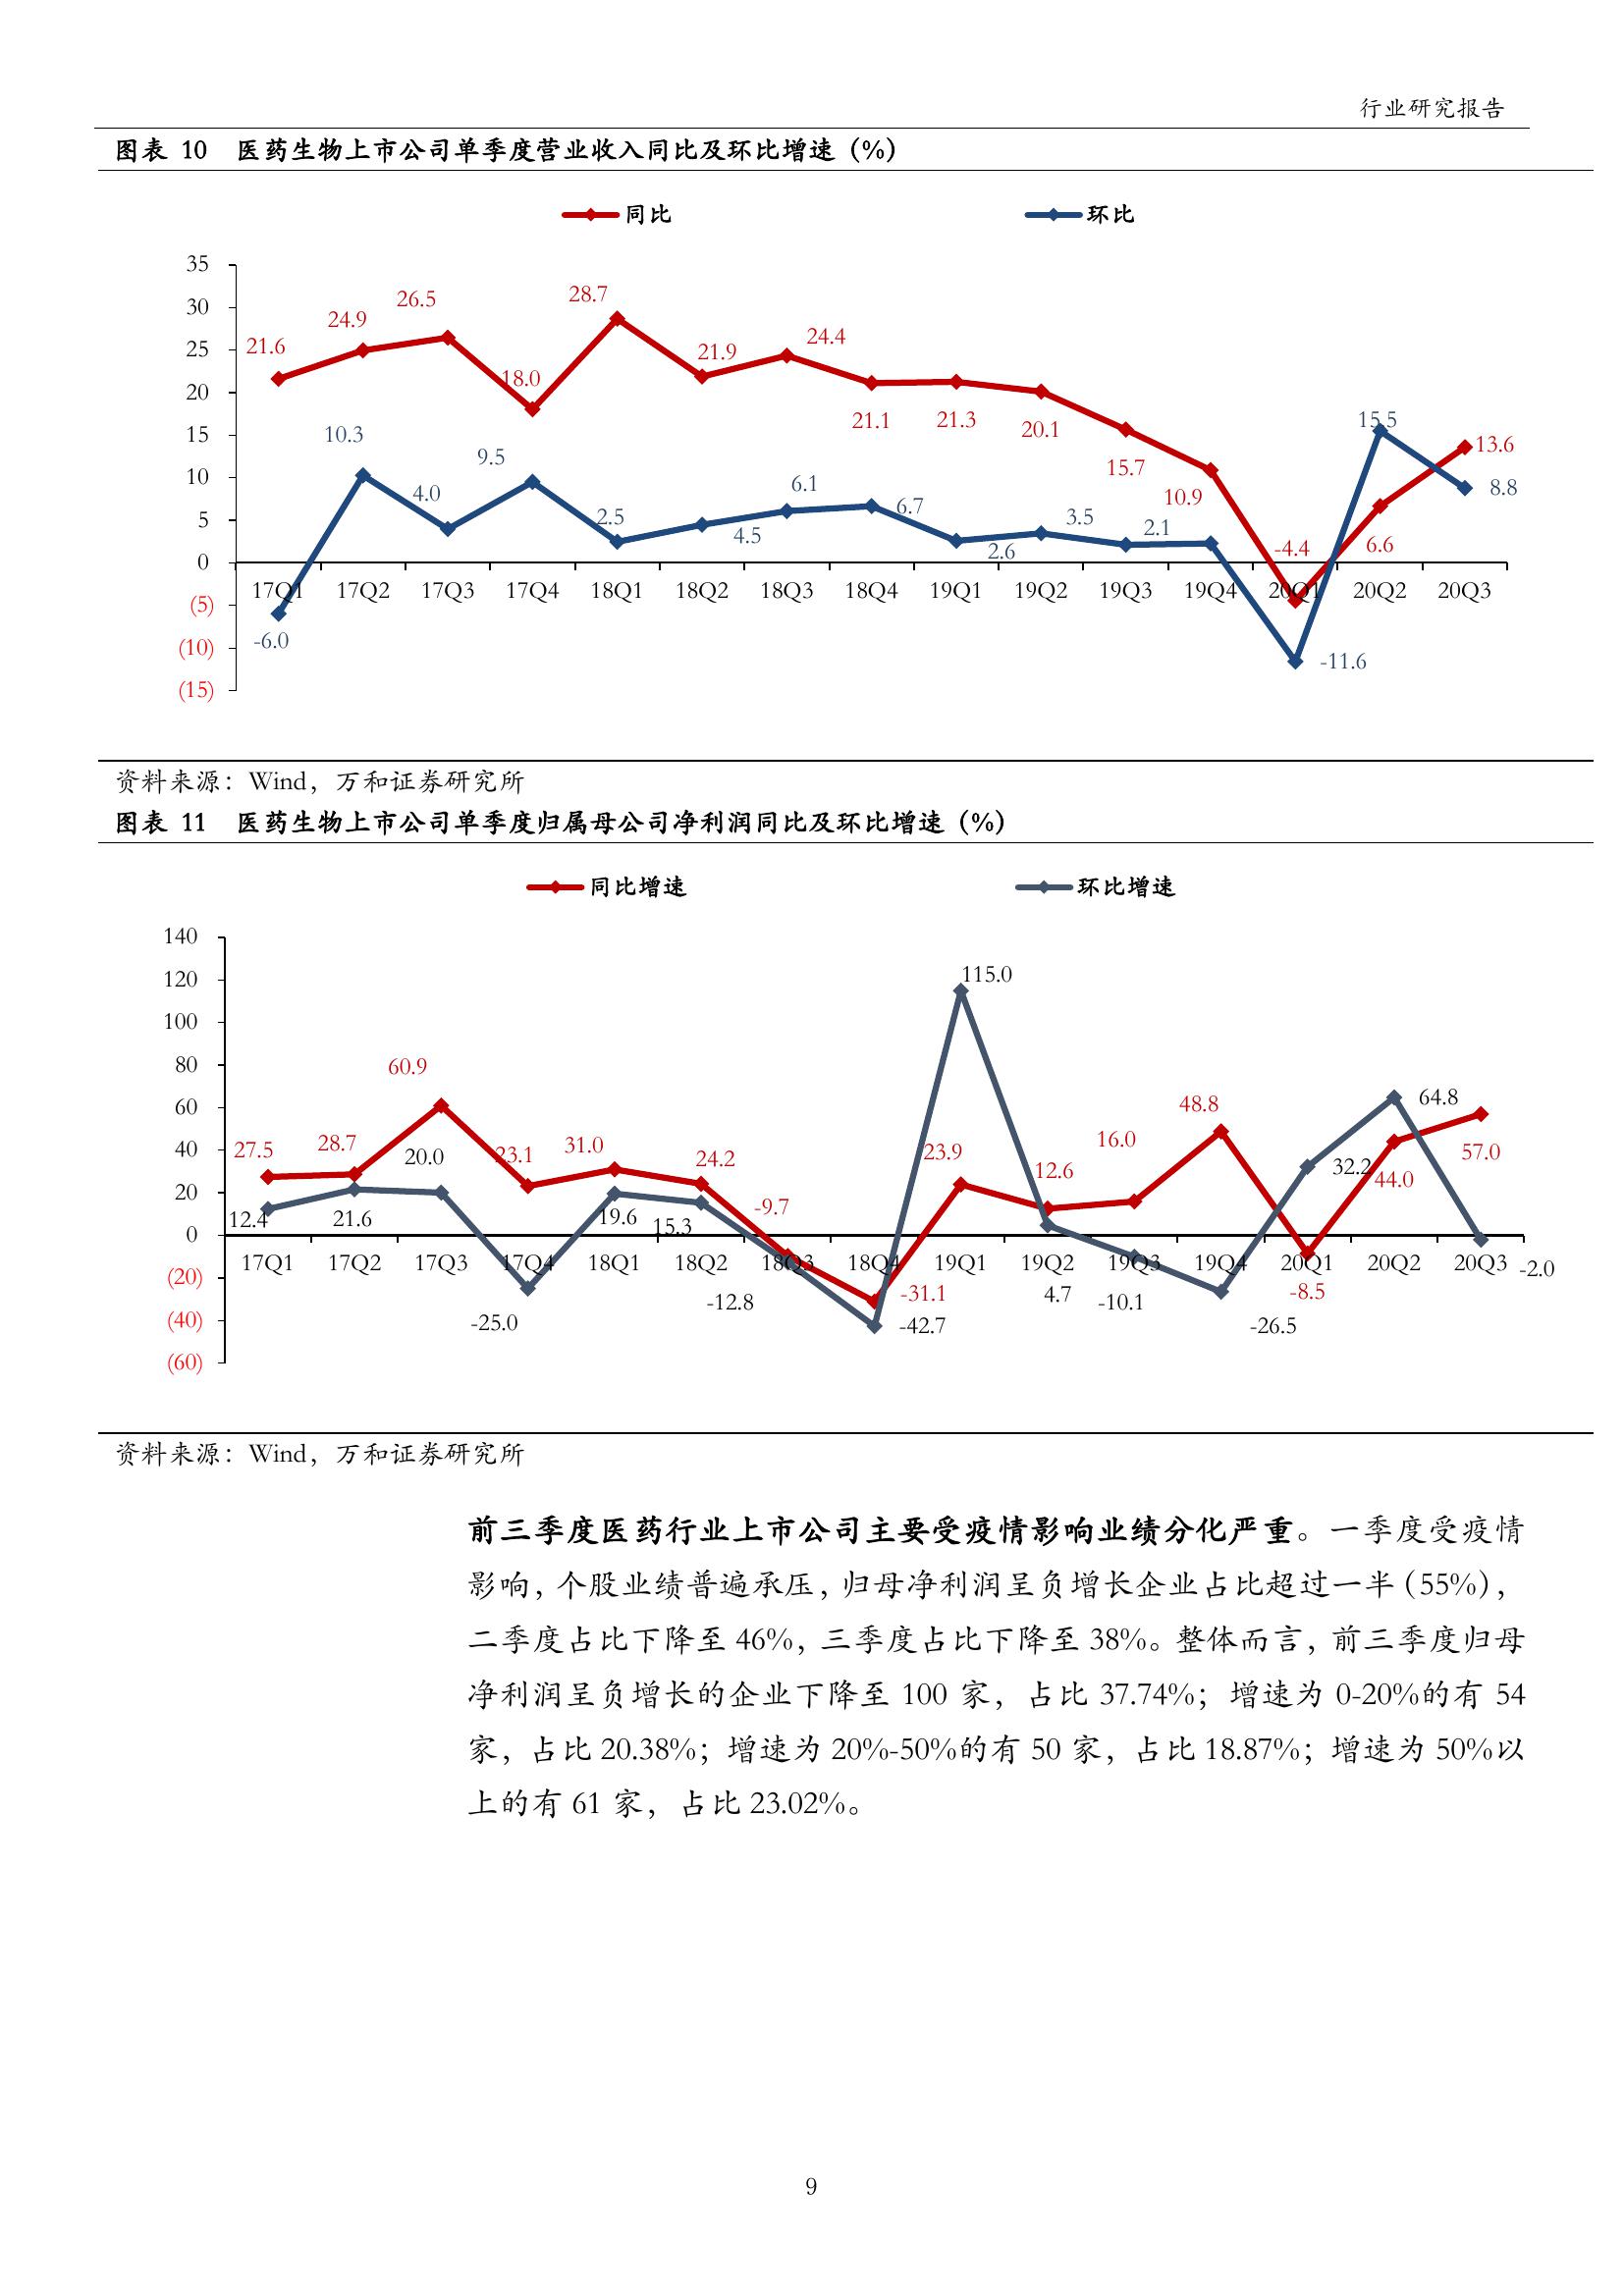 行业研究报告
图表 10 医药生物上市公司单季度营业收入同比及环比增速（%）
同比 环比
35
30
25
20
15
10
5
0
(5)
(10)
(15)
21.6 24.9 26.5 18.0 28.7 21.9 24.4 21.1 21.3 20.1 15.7 10.9 -4.4 6.6 13.6
-6.0 10.3 4.0 9.5 2.5 4.5 6.1 6.7 2.6 3.5 2.1 -11.6 15.5 8.8
17Q1 17Q2 17Q3 17Q4 18Q1 18Q2 18Q3 18Q4 19Q1 19Q2 19Q3 19Q4 20Q1 20Q2 20Q3
资料来源：Wind，万和证券研究所
图表 11 医药生物上市公司单季度归属母公司净利润同比及环比增速（%）
同比增速 环比增速
140
120
100
80
60
40
20
0
(20)
(40)
(60)
27.5 28.7 60.9 23.1 31.0 24.2 -9.7 -31.1 23.9 12.6 16.0 48.8 -8.5 44.0 57.0
12.4 21.6 20.0 -25.0 19.6 15.3 -12.8 -42.7 115.0 4.7 -10.1 -26.5 32.2 64.8 -2.0
17Q1 17Q2 17Q3 17Q4 18Q1 18Q2 18Q3 18Q4 19Q1 19Q2 19Q3 19Q4 20Q1 20Q2 20Q3
资料来源：Wind，万和证券研究所
前三季度医药行业上市公司主要受疫情影响业绩分化严重。一季度受疫情
影响，个股业绩普遍承压，归母净利润呈负增长企业占比超过一半（55%），
二季度占比下降至 46%，三季度占比下降至 38%。整体而言，前三季度归母
净利润呈负增长的企业下降至 100 家，占比 37.74%；增速为 0-20%的有 54
家，占比 20.38%；增速为 20%-50%的有 50 家，占比 18.87%；增速为 50%以
上的有 61 家，占比 23.02%。
9